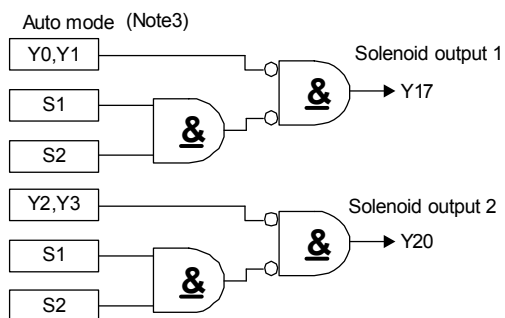 Auto mode (Note3)
Y0,Y1
Solenoid output 1
&
Y17
S1
&
S2
Y2,Y3
Solenoid output 2
&
Y20
S1
&
S2